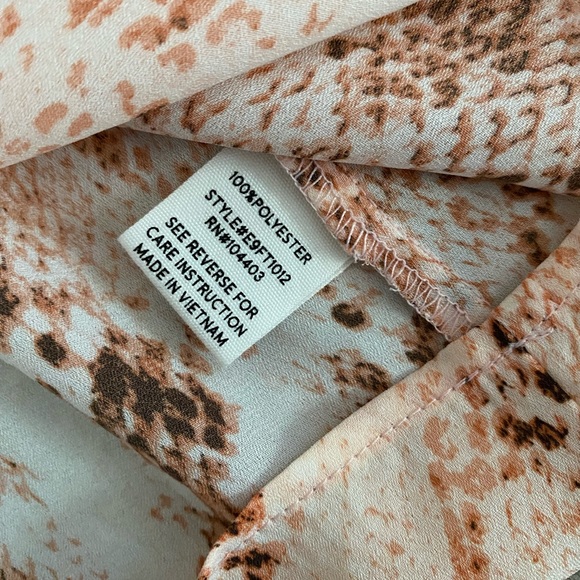 100%POLYESTER
STYLE#E9FT1012
RN#104403
SEE REVERSE FOR
CARE INSTRUCTION
MADE IN VIETNAM